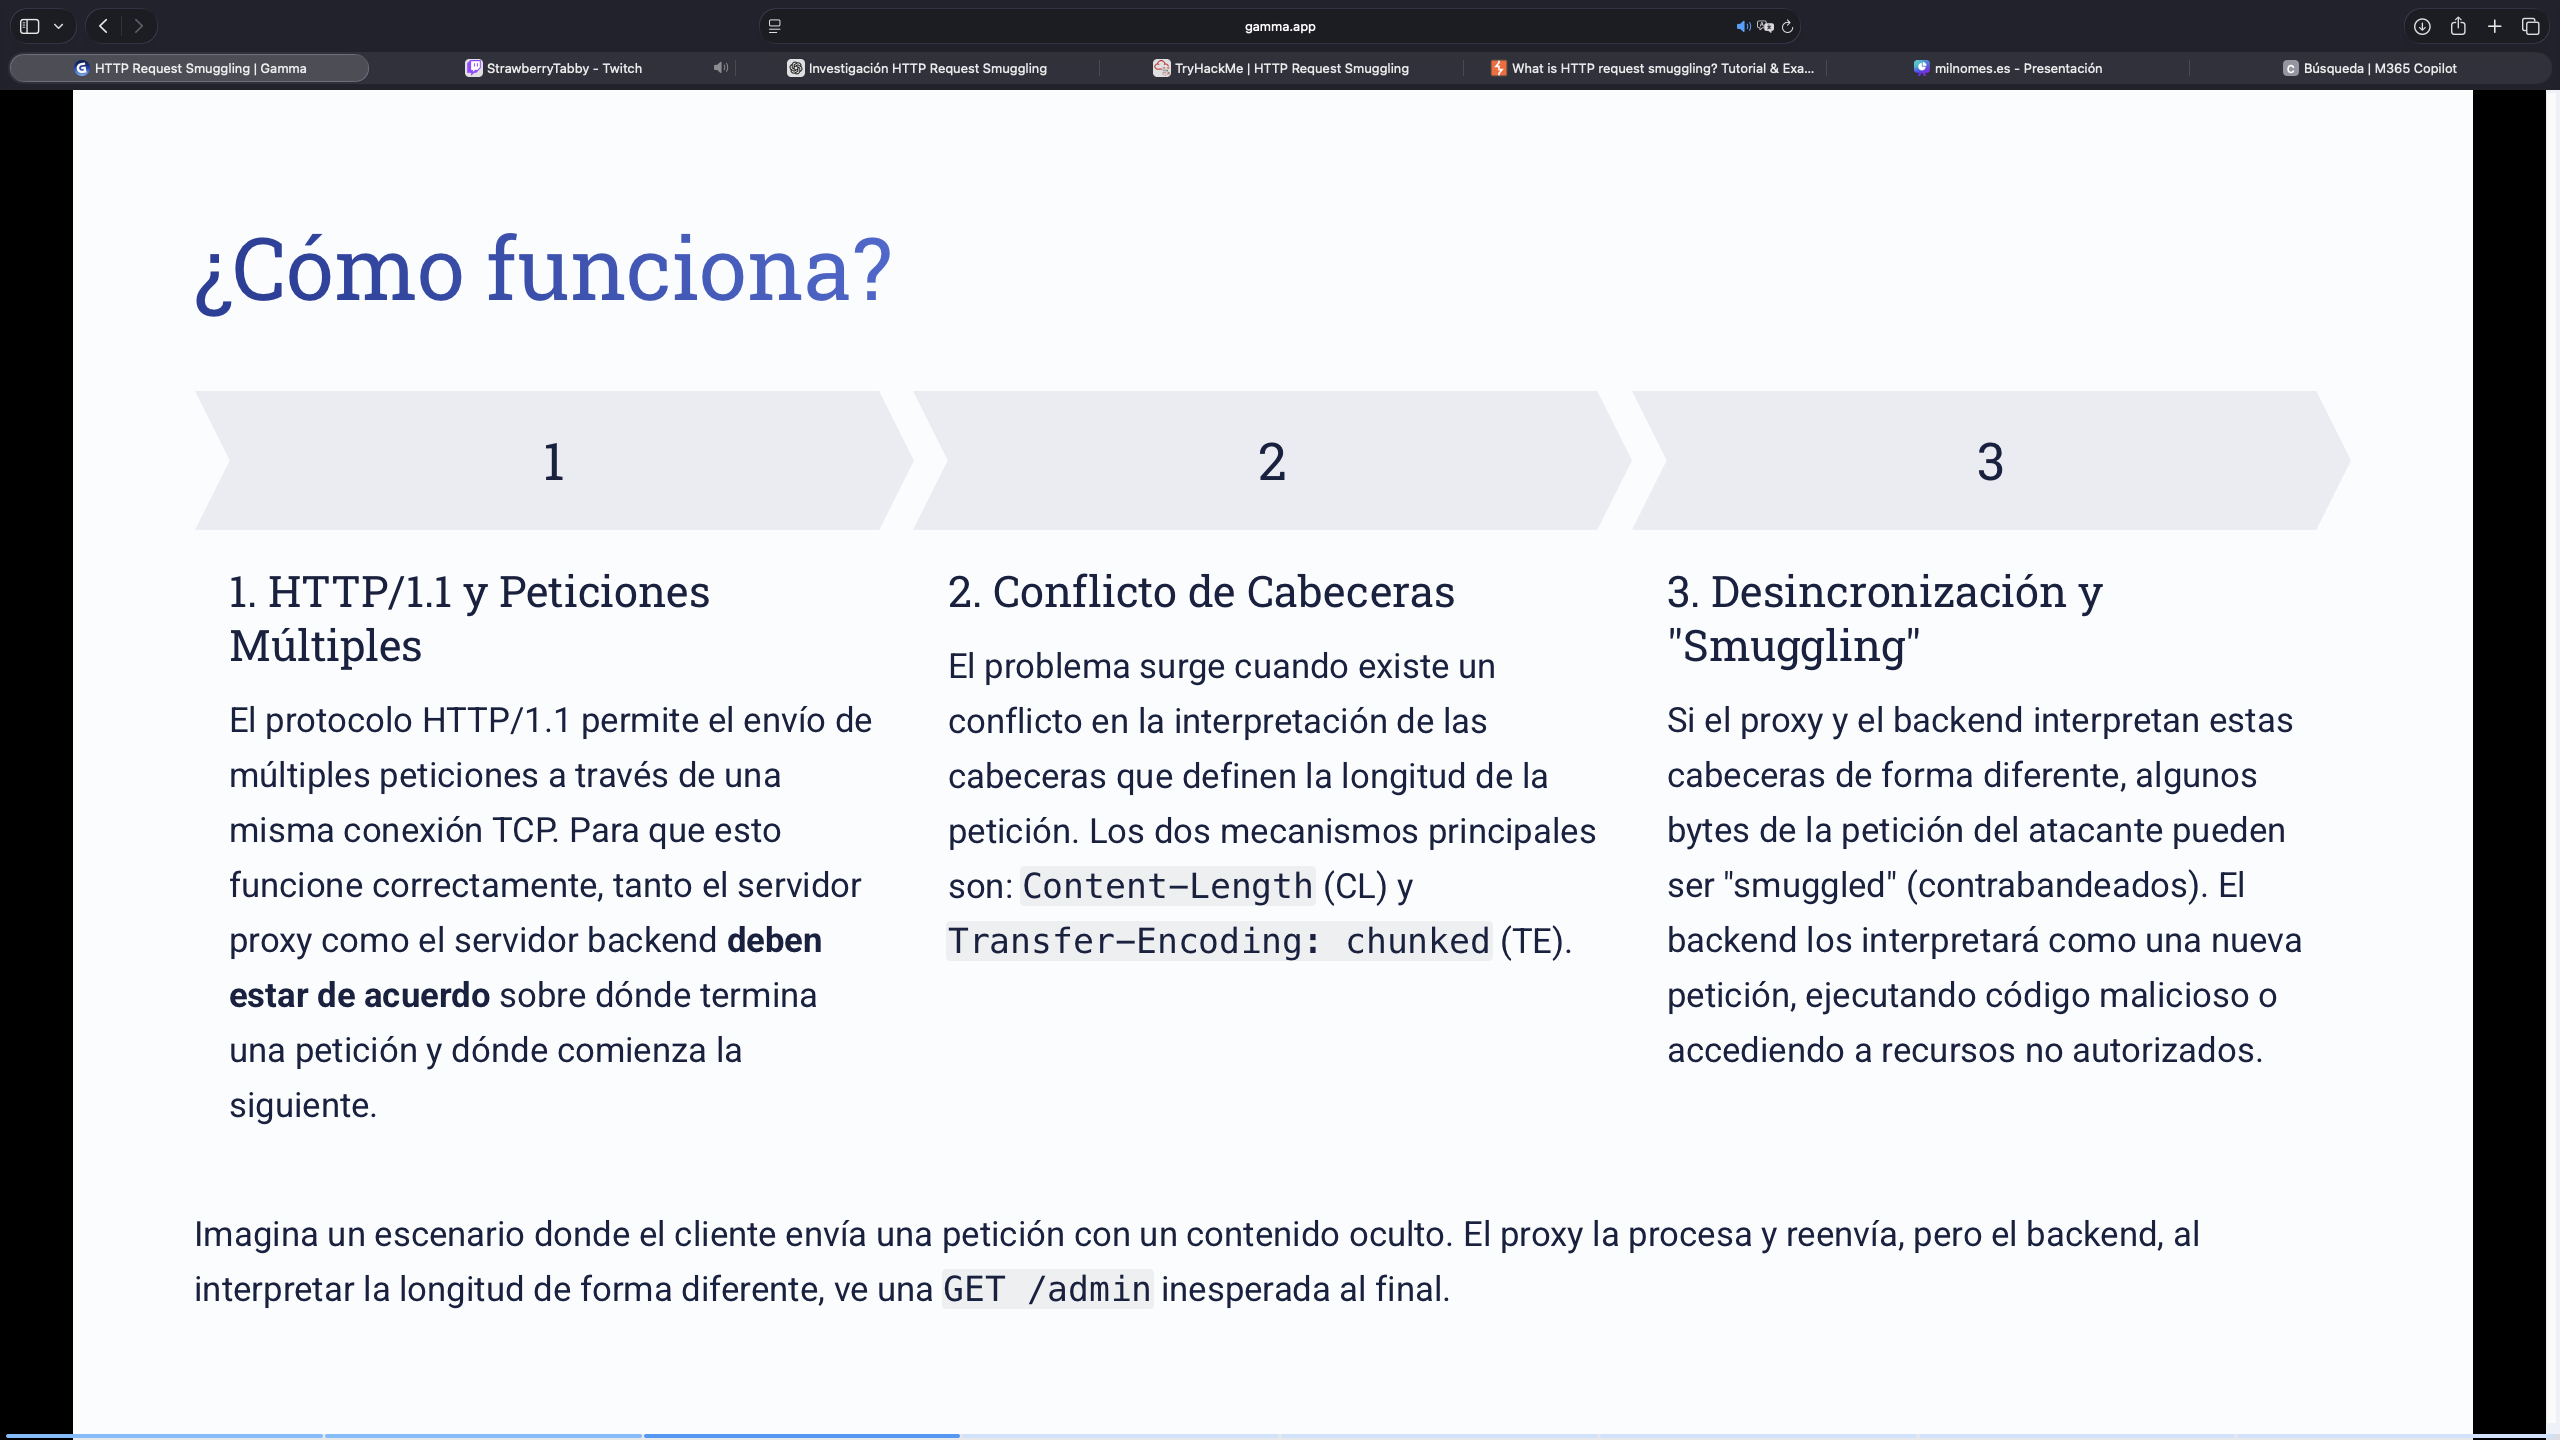 gamma.app
HTTP Request Smuggling | Gamma
StrawberryTabby - Twitch
Investigación HTTP Request Smuggling
TryHackMe | HTTP Request Smuggling
What is HTTP request smuggling? Tutorial & Exa...
milnomes.es - Presentación
C Búsqueda | M365 Copilot
¿Cómo funciona?
1
2
3
1. HTTP/1.1 y Peticiones
Múltiples
El protocolo HTTP/1.1 permite el envío de
múltiples peticiones a través de una
misma conexión TCP. Para que esto
funcione correctamente, tanto el servidor
proxy como el servidor backend deben
estar de acuerdo sobre dónde termina
una petición y dónde comienza la
siguiente.
2. Conflicto de Cabeceras
El problema surge cuando existe un
conflicto en la interpretación de las
cabeceras que definen la longitud de la
petición. Los dos mecanismos principales
son: Content-Length (CL) y
Transfer-Encoding: chunked (TE).
3. Desincronización y
"Smuggling"
Si el proxy y el backend interpretan estas
cabeceras de forma diferente, algunos
bytes de la petición del atacante pueden
ser "smuggled" (contrabandeados). El
backend los interpretará como una nueva
petición, ejecutando código malicioso o
accediendo a recursos no autorizados.
Imagina un escenario donde el cliente envía una petición con un contenido oculto. El proxy la procesa y reenvía, pero el backend, al
interpretar la longitud de forma diferente, ve una GET /admin inesperada al final.